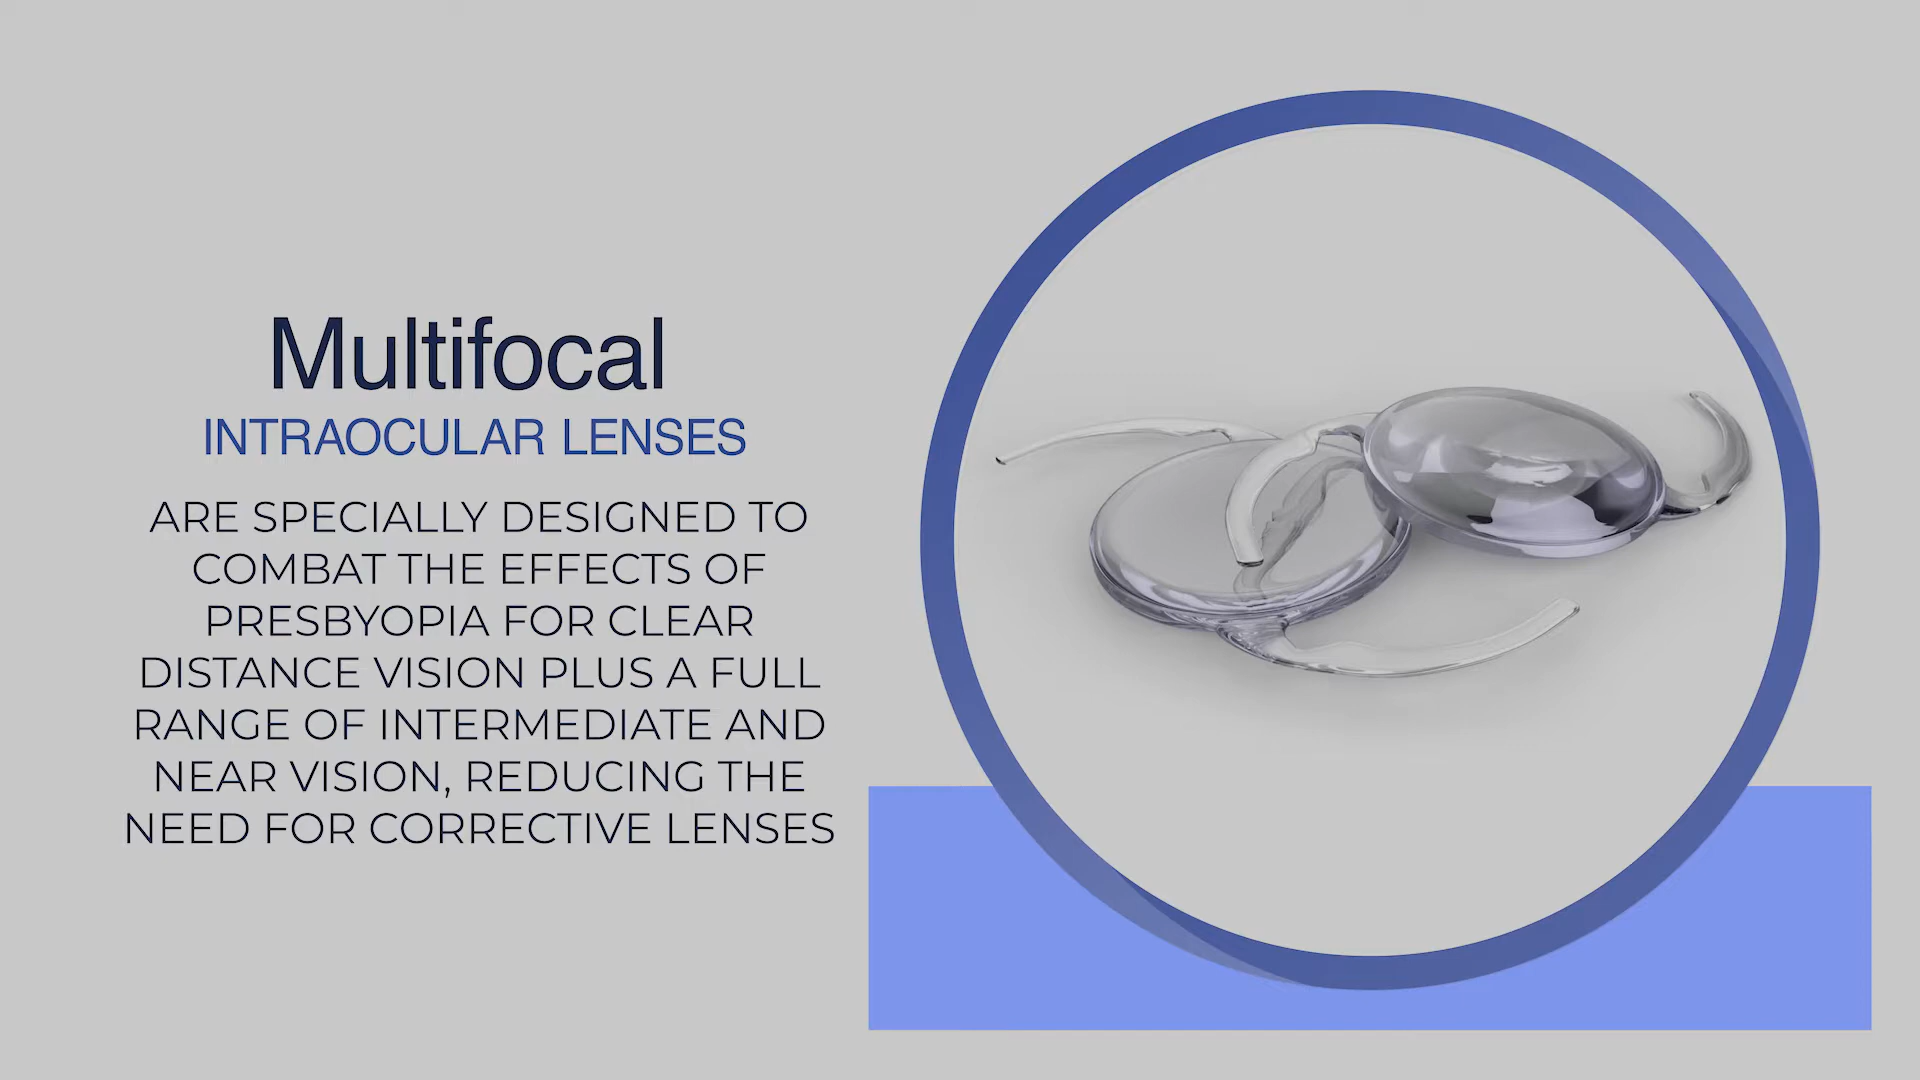 Multifocal
INTRAOCULAR LENSES
ARE SPECIALLY DESIGNED TO
COMBAT THE EFFECTS OF
PRESBYOPIA FOR CLEAR
DISTANCE VISION PLUS A FULL
RANGE OF INTERMEDIATE AND
NEAR VISION, REDUCING THE
NEED FOR CORRECTIVE LENSES